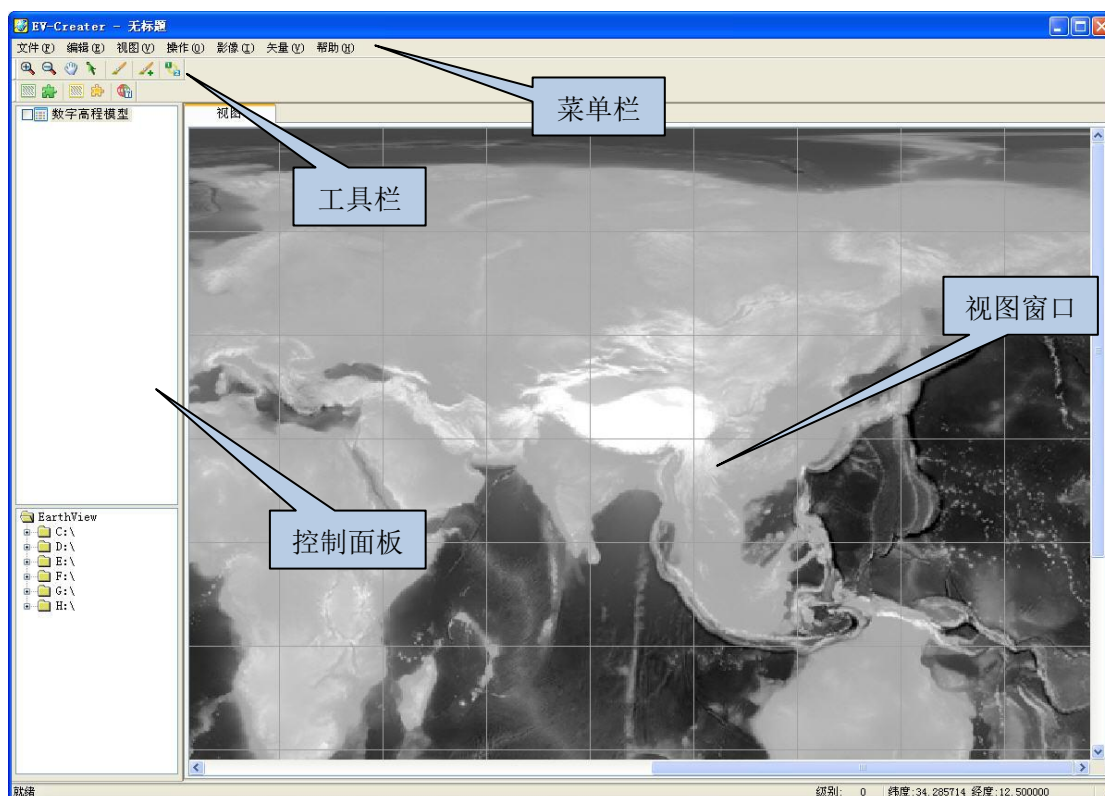 EV-Creater - 无标题
文件(F) 编辑(E) 视图(V) 操作(O) 影像(I) 矢量(V) 帮助(H)
菜单栏
数字高程模型
视图
工具栏
视图窗口
控制面板
EarthView
C:\
D:\
E:\
F:\
G:\
H:\
就绪
级别: 0 纬度:34.285714 经度:12.500000